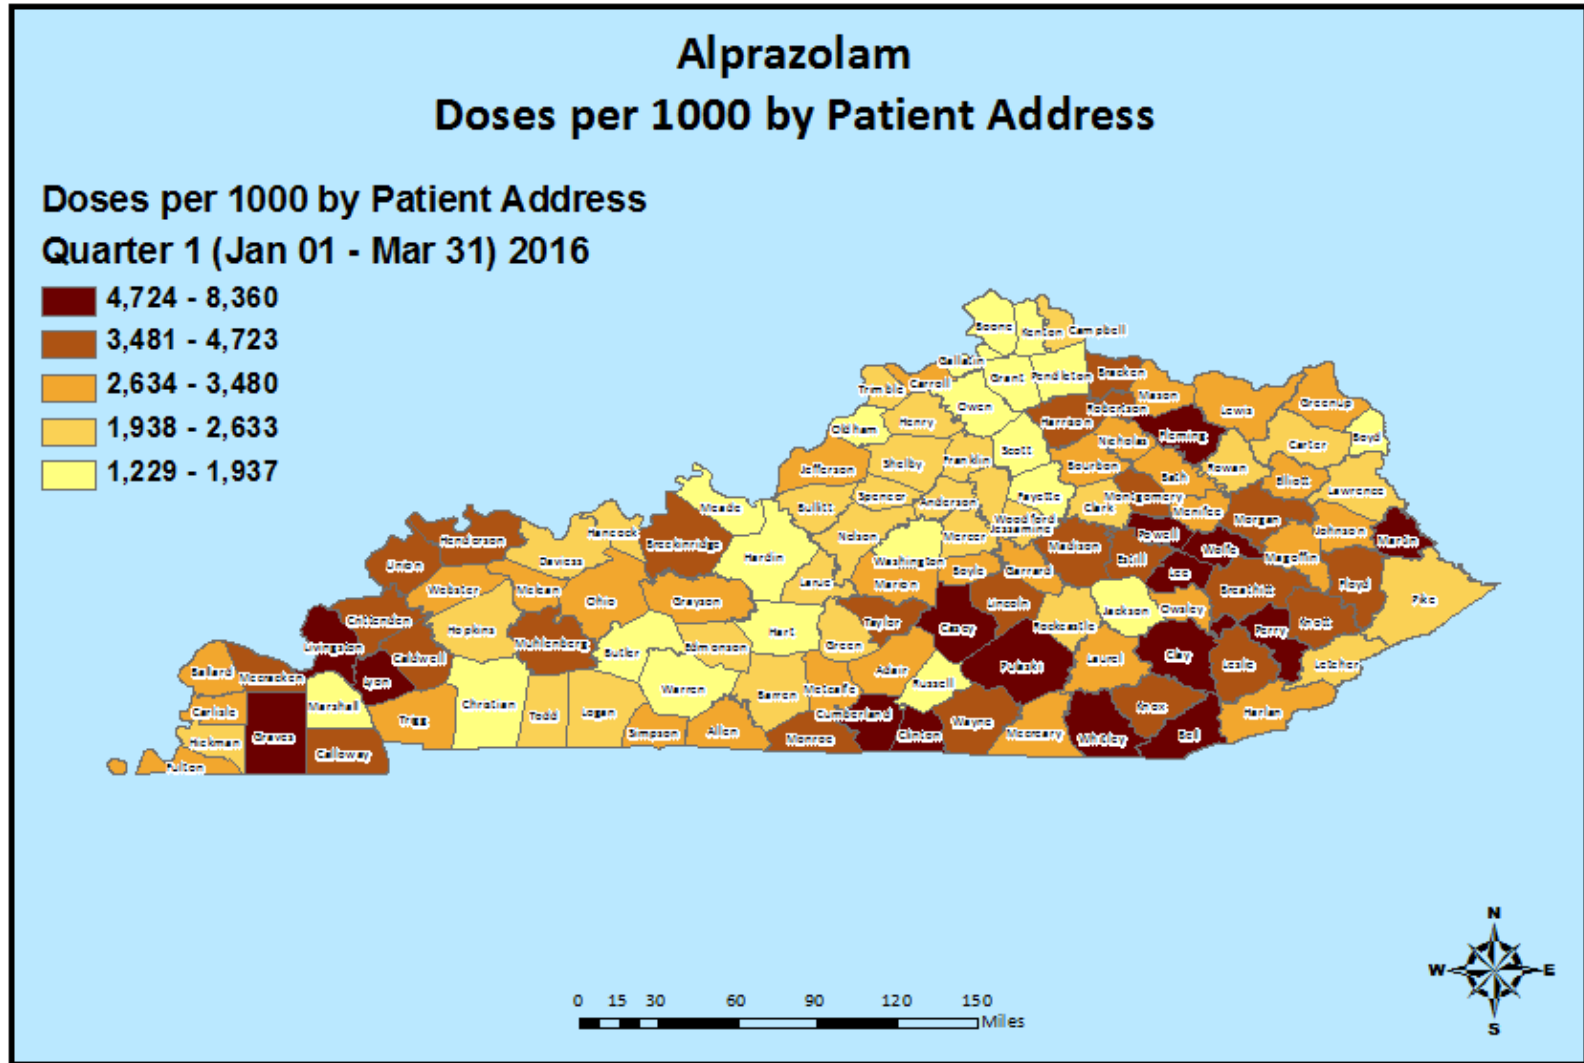 Alprazolam
Doses per 1000 by Patient Address
Doses per 1000 by Patient Address
Quarter 1 (Jan 01 - Mar 31) 2016
4,724 - 8,360
3,481 - 4,723
2,634 - 3,480
1,938 - 2,633
1,229 - 1,937
Boone
Kenton
Campbell
Gallatin
Grant
Pendleton
Bracken
Trimble
Carroll
Owen
Mason
Lewis
Greenup
Robertson
Oldham
Henry
Harrison
Fleming
Boyd
Nicholas
Carter
Scott
Jefferson
Shelby
Franklin
Bourbon
Bath
Rowan
Elliott
Lawrence
Spencer
Anderson
Fayette
Montgomery
Meade
Bullitt
Woodford
Clark
Menifee
Morgan
Jessamine
Hancock
Nelson
Mercer
Johnson
Henderson
Breckinridge
Madison
Powell
Martin
Daviess
Hardin
Washington
Estill
Wolfe
Magoffin
Union
Boyle
Garrard
Lee
Floyd
Webster
Mclean
Larue
Marion
Breathitt
Ohio
Grayson
Lincoln
Jackson
Owsley
Pike
Crittenden
Taylor
Knott
Hopkins
Hart
Casey
Rockcastle
Perry
Livingston
Muhlenberg
Green
Butler
Edmonson
Caldwell
Clay
Leslie
Letcher
Ballard
Mccracken
Lyon
Adair
Pulaski
Laurel
Warren
Barren
Metcalfe
Russell
Marshall
Christian
Carlisle
Trigg
Todd
Logan
Cumberland
Knox
Harlan
Hickman
Graves
Simpson
Allen
Monroe
Clinton
Wayne
Mccreary
Whitley
Bell
Calloway
Fulton
N
W
E
S
0 15 30 60 90 120 150
Miles